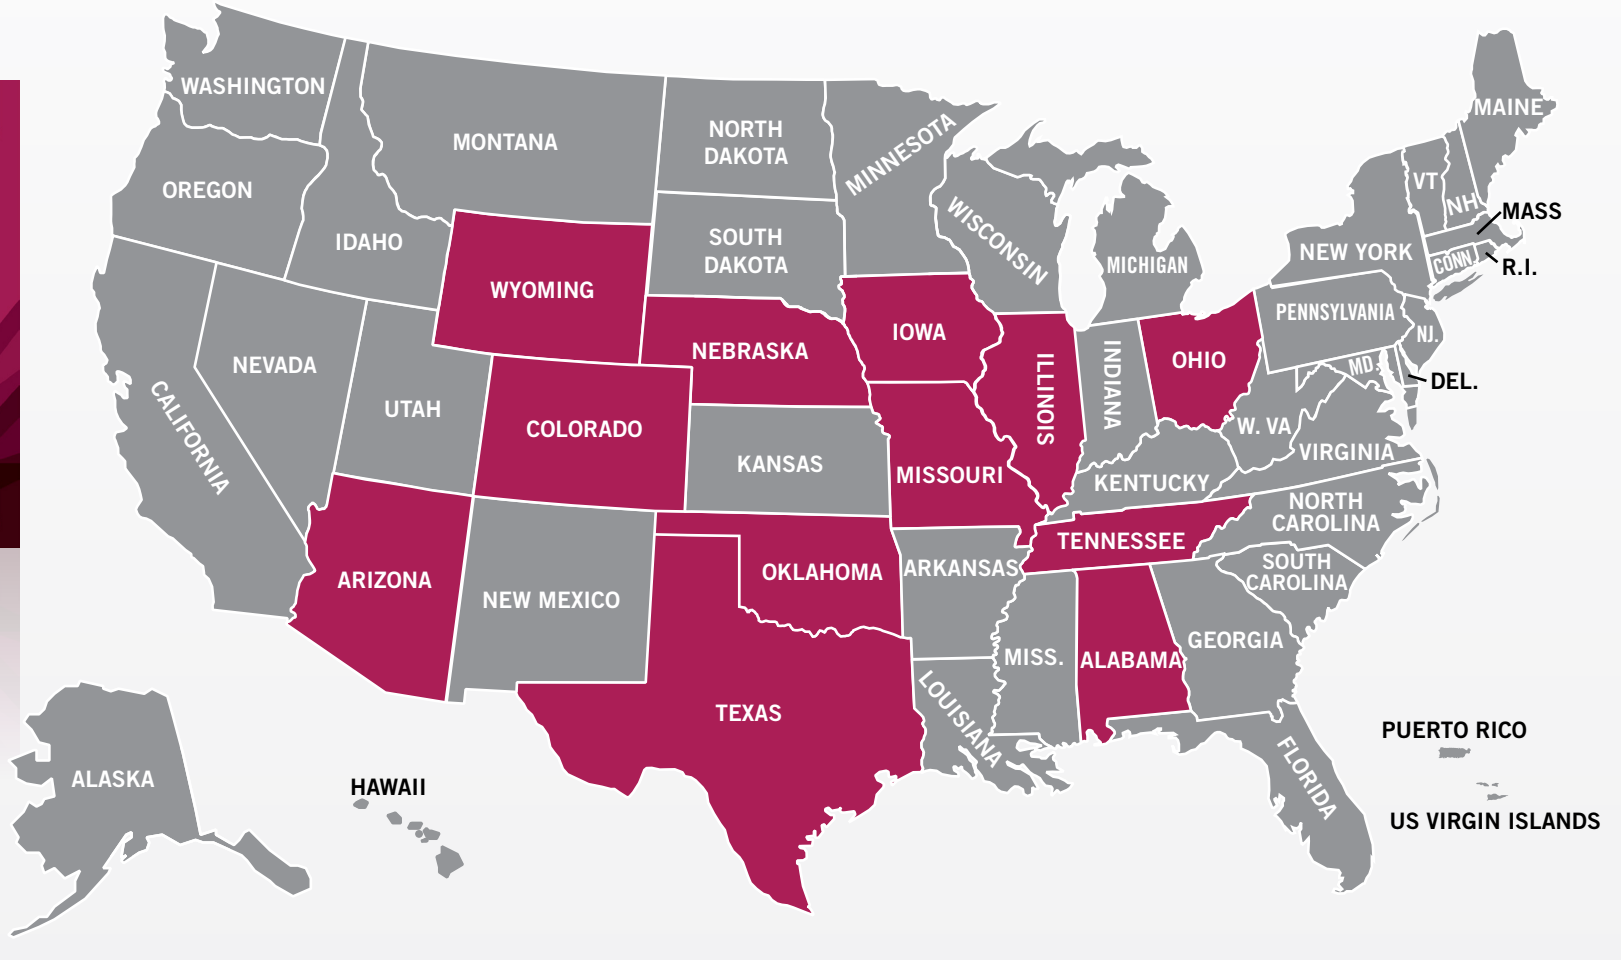 WASHINGTON
MONTANA
NORTH
DAKOTA
MINNESOTA
MAINE
OREGON
IDAHO
SOUTH
DAKOTA
WISCONSIN
MICHIGAN
VT
NH
MASS
NEW YORK
CONN.
R.I.
WYOMING
IOWA
PENNSYLVANIA
NJ.
NEVADA
NEBRASKA
ILLINOIS
INDIANA
OHIO
MD.
DEL.
CALIFORNIA
UTAH
COLORADO
KANSAS
MISSOURI
KENTUCKY
W. VA
VIRGINIA
NORTH
CAROLINA
ARIZONA
NEW MEXICO
OKLAHOMA
ARKANSAS
TENNESSEE
SOUTH
CAROLINA
TEXAS
LOUISIANA
MISS.
ALABAMA
GEORGIA
FLORIDA
ALASKA
HAWAII
PUERTO RICO
US VIRGIN ISLANDS